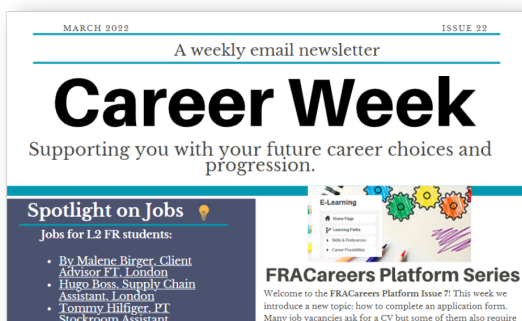 MARCH 2022
ISSUE 22
A weekly email newsletter
Career Week
Supporting you with your future career choices and
progression.
Spotlight on Jobs
Jobs for L2 FR students:
• By Malene Birger, Client
Advisor FT, London
• Hugo Boss, Supply Chain
Assistant, London
• Tommy Hilfiger, PT
Stockroom Assistant
E-Learning
Home Page
Learning Paths
Skills & Preferences
Career Possibilities
FRACareers Platform Series
Welcome to the FRACareers Platform Issue 7! This week we
introduce a new topic: how to complete an application form.
Many job vacancies ask for a CV but some of them also require